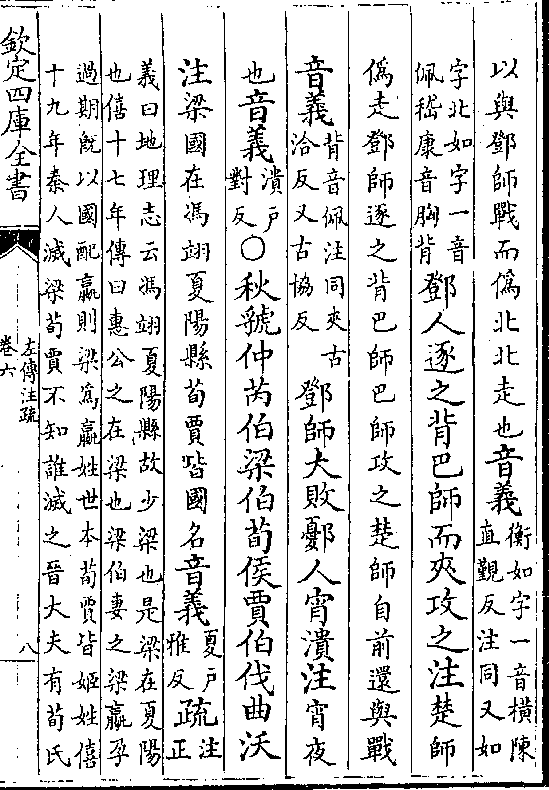 以與鄧師戰而偽北北走也音義衡如字一音橫陳直覲反注同又如
字北如字一音佩嵇康音胸背鄧人逐之背巴師而夾攻之注楚師
偽走鄧師逐之背巴師巴師攻之楚師自前還與戰
音義背音佩注同夾古洽反又古協反鄧師大敗鄾人宵潰注宵夜
也音義潰戶對反○秋虢仲芮伯梁伯荀侯賈伯伐曲沃
注梁國在馮翊夏陽縣荀賈皆國名音義夏戶雅反疏注正
義曰地理志云馮翊夏陽縣故少梁也是梁在夏陽
也僖十七年傳曰惠公之在梁也梁伯妻之梁嬴孕
過期既以國配嬴則梁為嬴姓世本荀賈皆姬姓僖
十九年秦人滅梁荀賈不知誰滅之晉大夫有荀氏
欽定四庫全書
左傳注疏
卷六
八